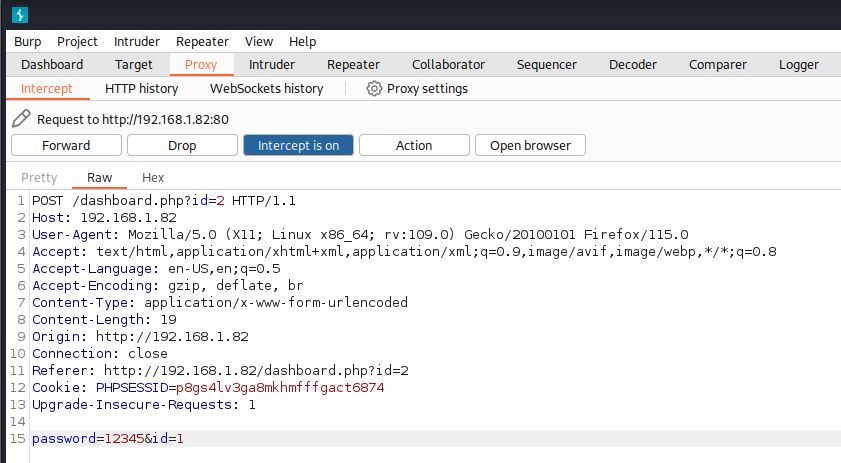 Burp Project Intruder Repeater View Help
Dashboard Target Proxy Intruder Repeater Collaborator Sequencer Decoder Comparer Logger
Intercept HTTP history WebSockets history Proxy settings
Request to http://192.168.1.82:80
Forward Drop Intercept is on Action Open browser
Pretty Raw Hex
1 POST /dashboard.php?id=2 HTTP/1.1
2 Host: 192.168.1.82
3 User-Agent: Mozilla/5.0 (X11; Linux x86_64; rv:109.0) Gecko/20100101 Firefox/115.0
4 Accept: text/html,application/xhtml+xml,application/xml;q=0.9,image/avif,image/webp,*/*;q=0.8
5 Accept-Language: en-US,en;q=0.5
6 Accept-Encoding: gzip, deflate, br
7 Content-Type: application/x-www-form-urlencoded
8 Content-Length: 19
9 Origin: http://192.168.1.82
10 Connection: close
11 Referer: http://192.168.1.82/dashboard.php?id=2
12 Cookie: PHPSESSID=p8gs4lv3ga8mkhmfffgact6874
13 Upgrade-Insecure-Requests: 1
14
15 password=12345&id=1